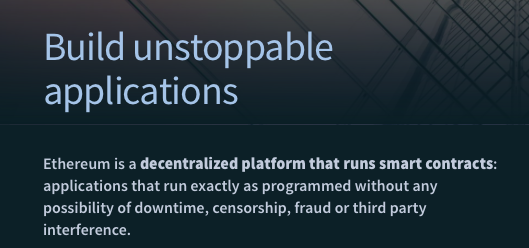 Build unstoppable
applications
Ethereum is a decentralized platform that runs smart contracts:
applications that run exactly as programmed without any
possibility of downtime, censorship, fraud or third party
interference.